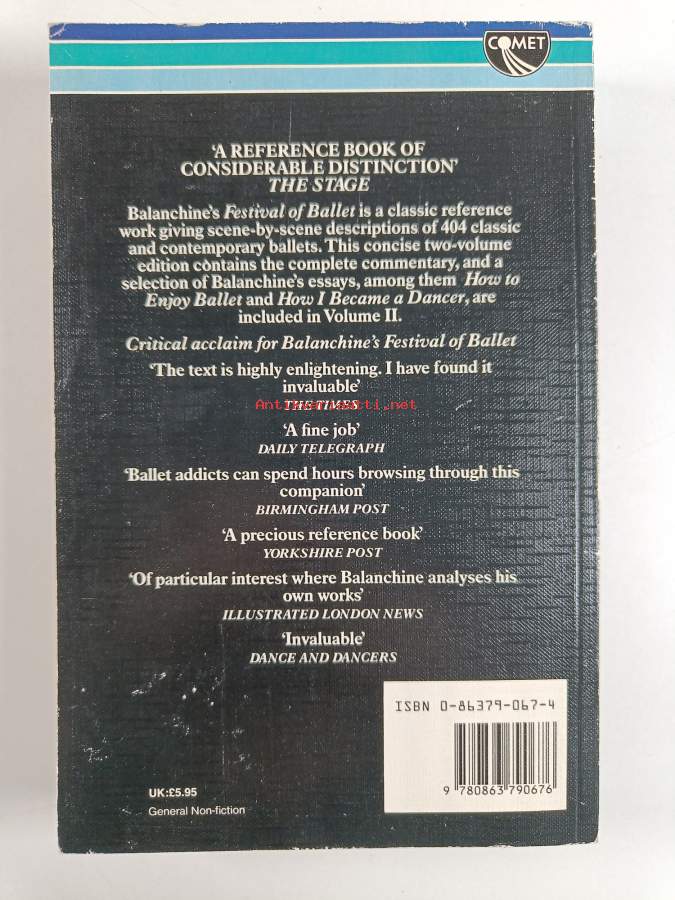 COMET
‘A REFERENCE BOOK OF
CONSIDERABLE DISTINCTION’
THE STAGE
Balanchine’s Festival of Ballet is a classic reference
work giving scene-by-scene descriptions of 404 classic
and contemporary ballets. This concise two-volume
edition contains the complete commentary, and a
selection of Balanchine’s essays, among them How to
Enjoy Ballet and How I Became a Dancer, are
included in Volume II.
Critical acclaim for Balanchine’s Festival of Ballet
‘The text is highly enlightening. I have found it
invaluable’
THE TIMES
‘A fine job’
DAILY TELEGRAPH
‘Ballet addicts can spend hours browsing through this
companion’
BIRMINGHAM POST
‘A precious reference book’
YORKSHIRE POST
‘Of particular interest where Balanchine analyses his
own works’
ILLUSTRATED LONDON NEWS
‘Invaluable’
DANCE AND DANCERS
ISBN 0-86379-067-4
9 780863 790676
UK:£5.95
General Non-fiction